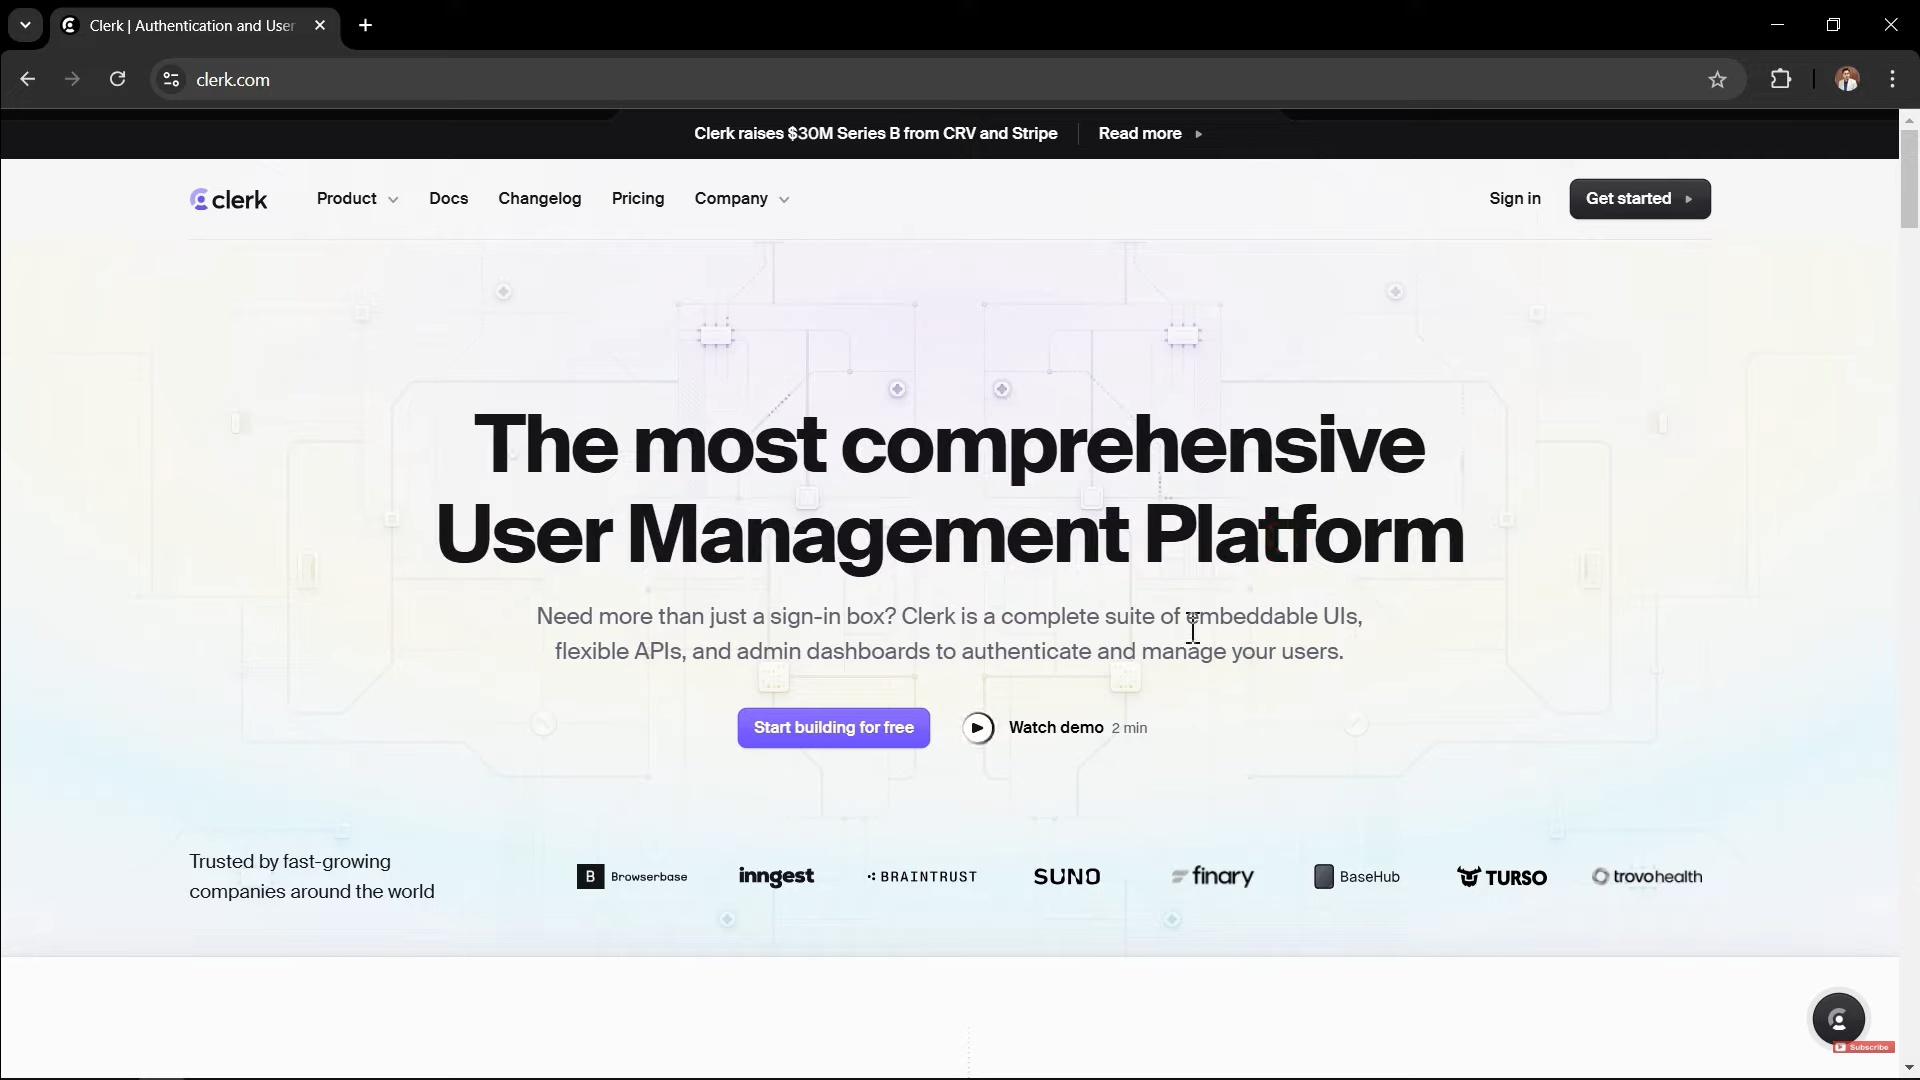 Clerk | Authentication and User
clerk.com
Clerk raises $30M Series B from CRV and Stripe Read more
clerk Product Docs Changelog Pricing Company Sign in Get started
The most comprehensive
User Management Platform
Need more than just a sign-in box? Clerk is a complete suite of embeddable UIs,
flexible APIs, and admin dashboards to authenticate and manage your users.
Start building for free Watch demo 2 min
Trusted by fast-growing
companies around the world
B Browserbase inngest BRAINTRUST SUNO finary BaseHub TURSO trovohealth
Subscribe